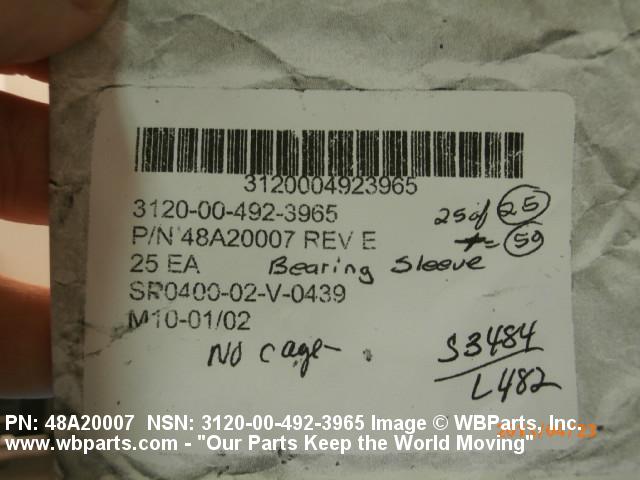 3120004923965
3120-00-492-3965
25 of 25
P/N 48A20007 REV E
= 50
25 EA Bearing Sleeve
SP0400-02-V-0439
M10-01/02
No cage
S3484
L482
PN: 48A20007 NSN: 3120-00-492-3965 Image © WBParts, Inc.
www.wbparts.com - "Our Parts Keep the World Moving"